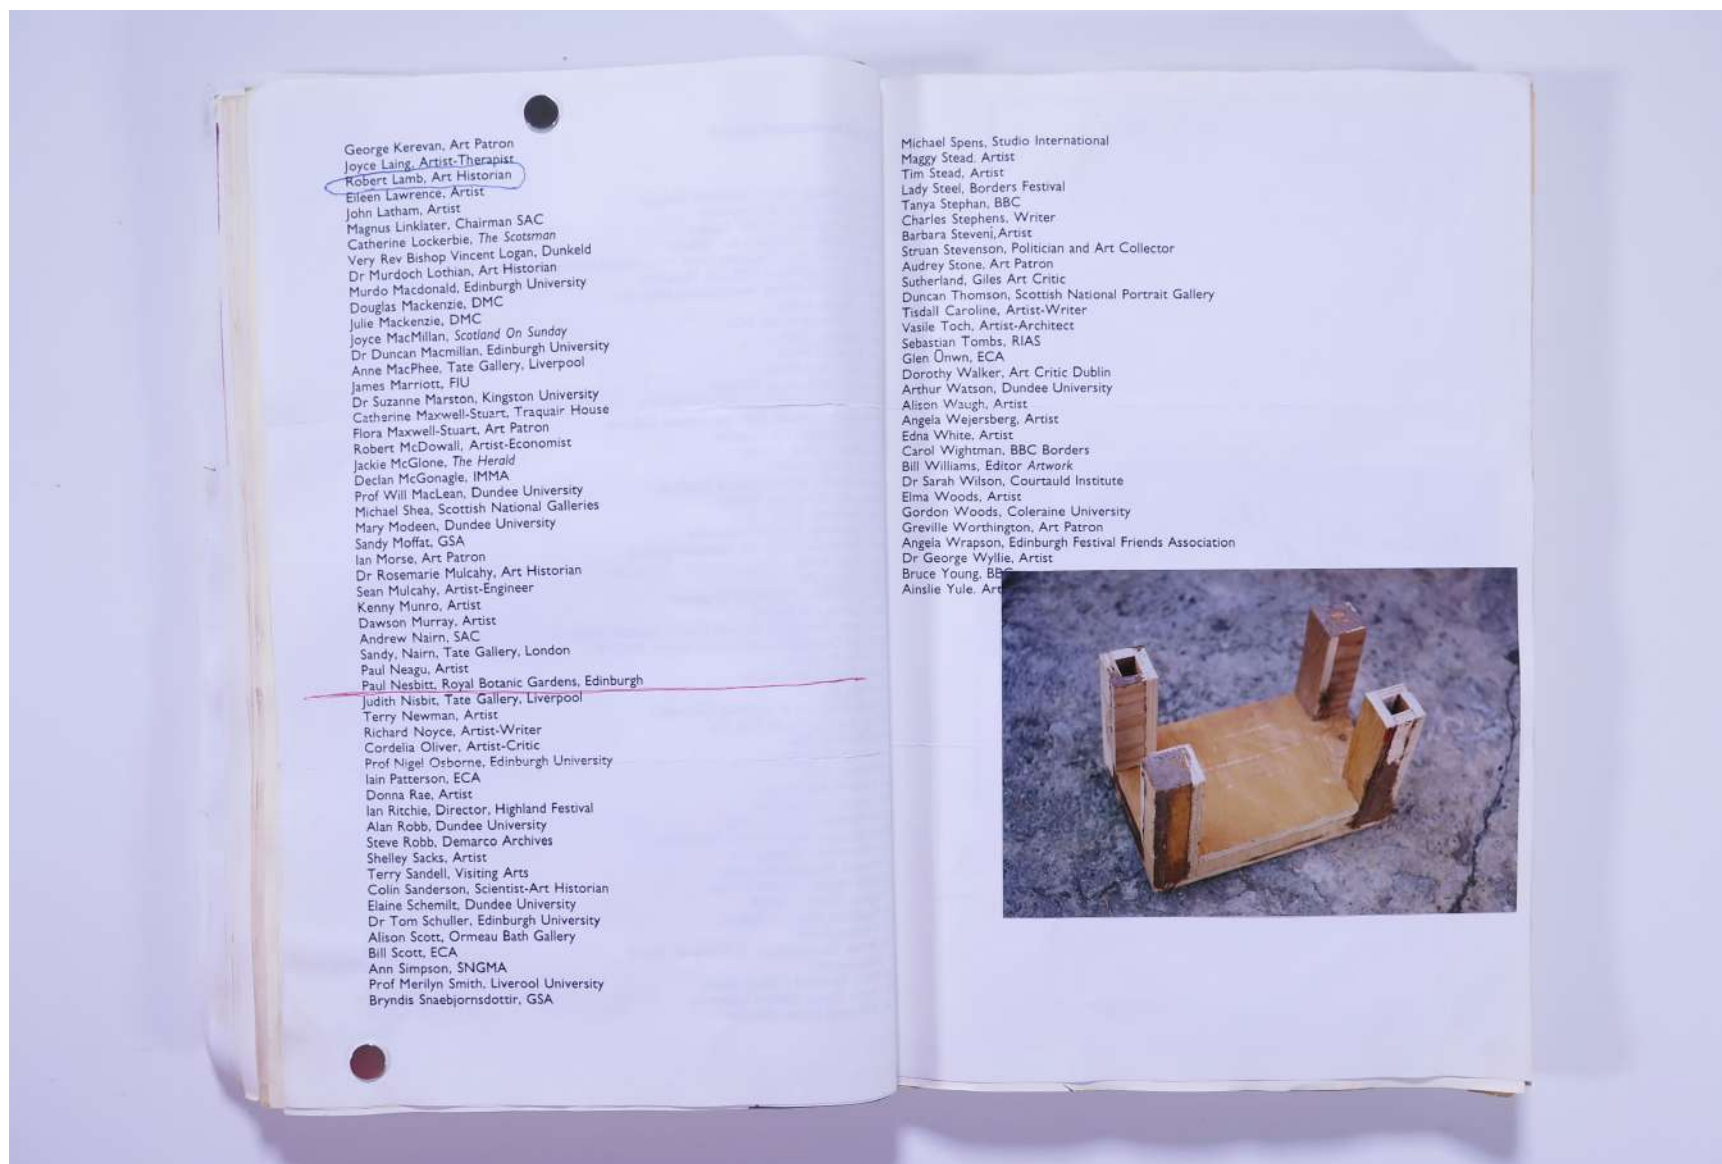 George Kerevan, Art Patron
Joyce Laing, Artist-Therapist
Robert Lamb, Art Historian
Eileen Lawrence, Artist
John Latham, Artist
Magnus Linklater, Chairman SAC
Catherine Lockerbie, The Scotsman
Very Rev Bishop Vincent Logan, Dunkeld
Dr Murdoch Lothian, Art Historian
Murdo Macdonald, Edinburgh University
Douglas Mackenzie, DMC
Julie Mackenzie, DMC
Joyce MacMillan, Scotland On Sunday
Dr Duncan Macmillan, Edinburgh University
Anne MacPhee, Tate Gallery, Liverpool
James Marriott, FIU
Dr Suzanne Marston, Kingston University
Catherine Maxwell-Stuart, Traquair House
Flora Maxwell-Stuart, Art Patron
Robert McDowall, Artist-Economist
Jackie McGlone, The Herald
Declan McGonagle, IMMA
Prof Will MacLean, Dundee University
Michael Shea, Scottish National Galleries
Mary Modeen, Dundee University
Sandy Moffat, GSA
Ian Morse, Art Patron
Dr Rosemarie Mulcahy, Art Historian
Sean Mulcahy, Artist-Engineer
Kenny Munro, Artist
Dawson Murray, Artist
Andrew Nairn, SAC
Sandy, Nairn, Tate Gallery, London
Paul Neagu, Artist
Paul Nesbitt, Royal Botanic Gardens, Edinburgh
Judith Nisbit, Tate Gallery, Liverpool
Terry Newman, Artist
Richard Noyce, Artist-Writer
Cordelia Oliver, Artist-Critic
Prof Nigel Osborne, Edinburgh University
Iain Patterson, ECA
Donna Rae, Artist
Ian Ritchie, Director, Highland Festival
Alan Robb, Dundee University
Steve Robb, Demarco Archives
Shelley Sacks, Artist
Terry Sandell, Visiting Arts
Colin Sanderson, Scientist-Art Historian
Elaine Schemilt, Dundee University
Dr Tom Schuller, Edinburgh University
Alison Scott, Ormeau Bath Gallery
Bill Scott, ECA
Ann Simpson, SNGMA
Prof Merilyn Smith, Liverool University
Bryndis Snaebjornsdottir, GSA
Michael Spens, Studio International
Maggy Stead. Artist
Tim Stead, Artist
Lady Steel, Borders Festival
Tanya Stephan, BBC
Charles Stephens, Writer
Barbara Steveni, Artist
Struan Stevenson, Politician and Art Collector
Audrey Stone, Art Patron
Sutherland, Giles Art Critic
Duncan Thomson, Scottish National Portrait Gallery
Tisdall Caroline, Artist-Writer
Vasile Toch, Artist-Architect
Sebastian Tombs, RIAS
Glen Önwn, ECA
Dorothy Walker, Art Critic Dublin
Arthur Watson, Dundee University
Alison Waugh, Artist
Angela Wejersberg, Artist
Edna White, Artist
Carol Wightman, BBC Borders
Bill Williams, Editor Artwork
Dr Sarah Wilson, Courtauld Institute
Elma Woods, Artist
Gordon Woods, Coleraine University
Greville Worthington, Art Patron
Angela Wrapson, Edinburgh Festival Friends Association
Dr George Wyllie, Artist
Bruce Young, BB
Ainslie Yule. Art